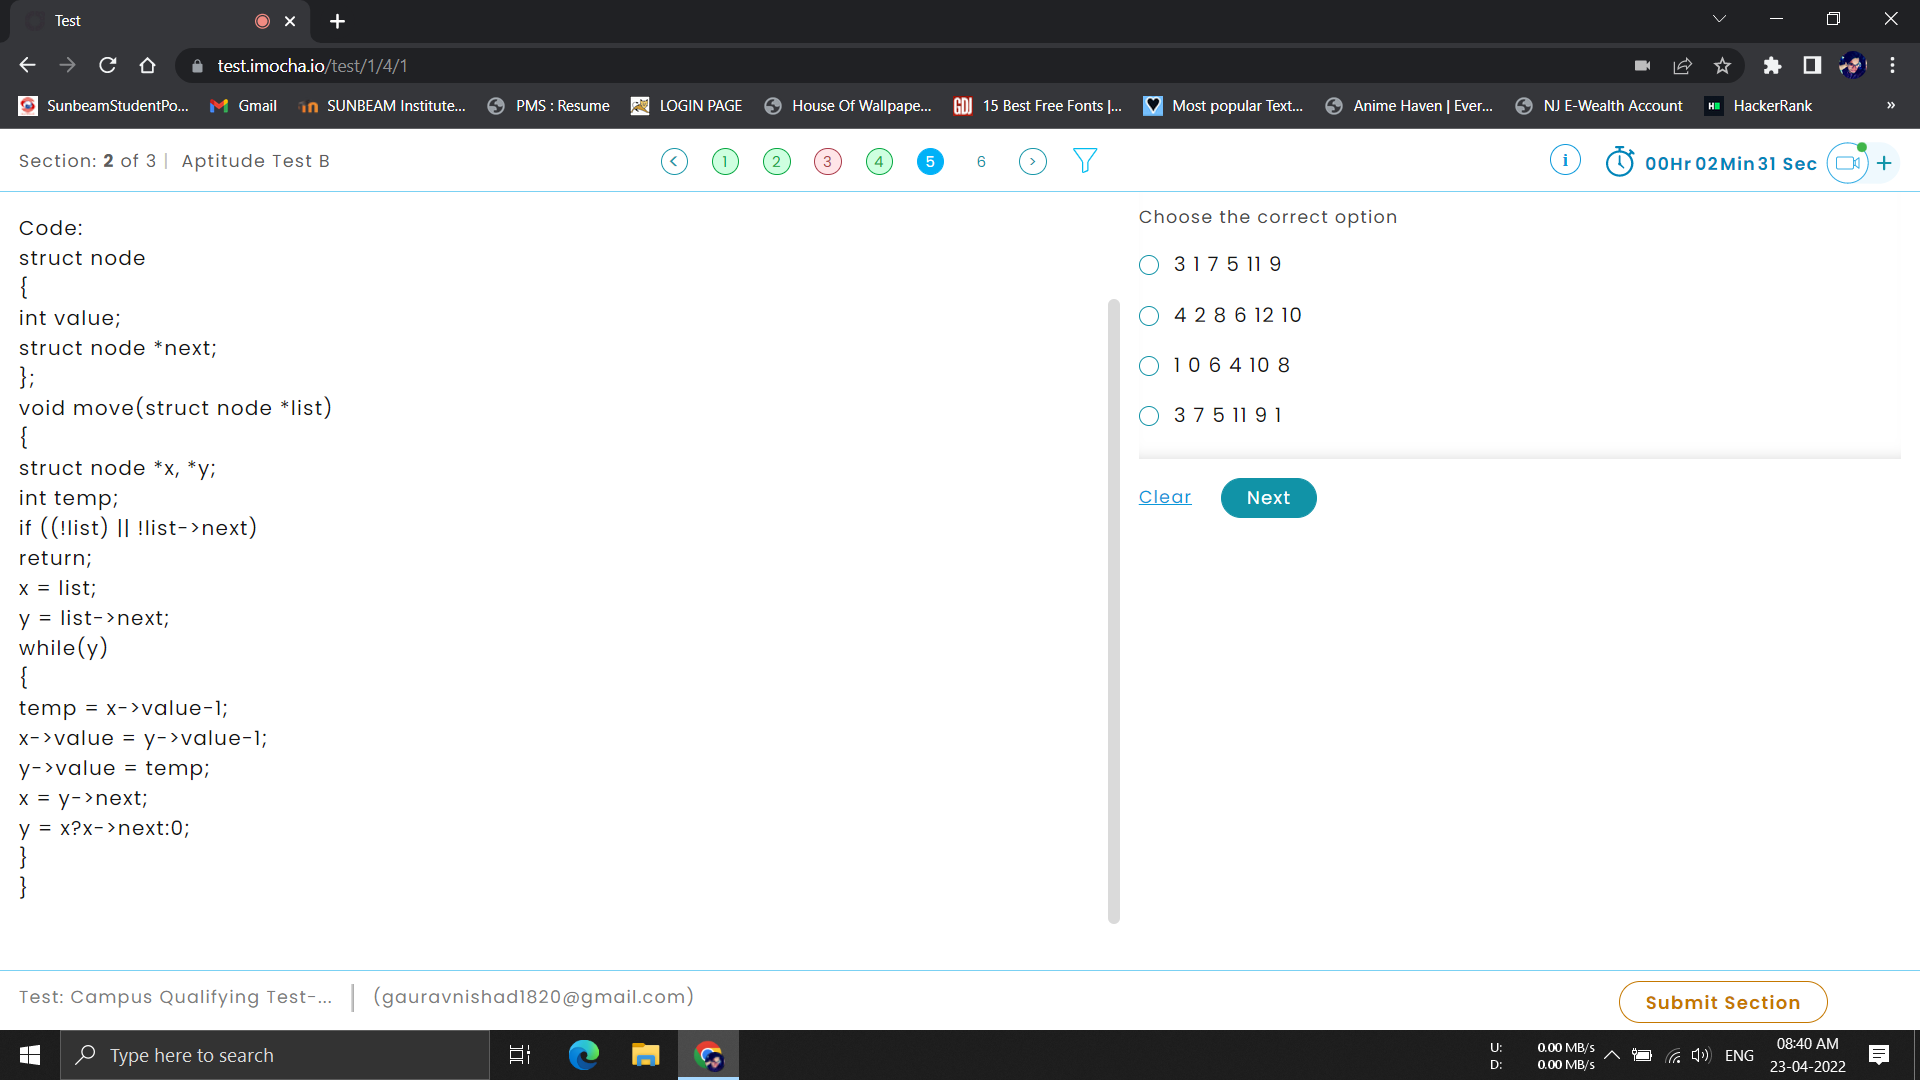 Test
test.imocha.io/test/1/4/1
SunbeamStudentPo... Gmail SUNBEAM Institute... PMS : Resume LOGIN PAGE House Of Wallpape... GDJ 15 Best Free Fonts |... Most popular Text... Anime Haven | Ever... NJ E-Wealth Account HackerRank »
Section: 2 of 3 | Aptitude Test B
1 2 3 4 5 6
00Hr 02Min 31 Sec
Code:
struct node
{
int value;
struct node *next;
};
void move(struct node *list)
{
struct node *x, *y;
int temp;
if ((!list) || !list->next)
return;
x = list;
y = list->next;
while(y)
{
temp = x->value-1;
x->value = y->value-1;
y->value = temp;
x = y->next;
y = x?x->next:0;
}
}
Choose the correct option
3 1 7 5 11 9
4 2 8 6 12 10
1 0 6 4 10 8
3 7 5 11 9 1
Clear Next
Test: Campus Qualifying Test-... | (gauravnishad1820@gmail.com)
Submit Section
Type here to search
U: 0.00 MB/s
D: 0.00 MB/s
ENG
08:40 AM
23-04-2022